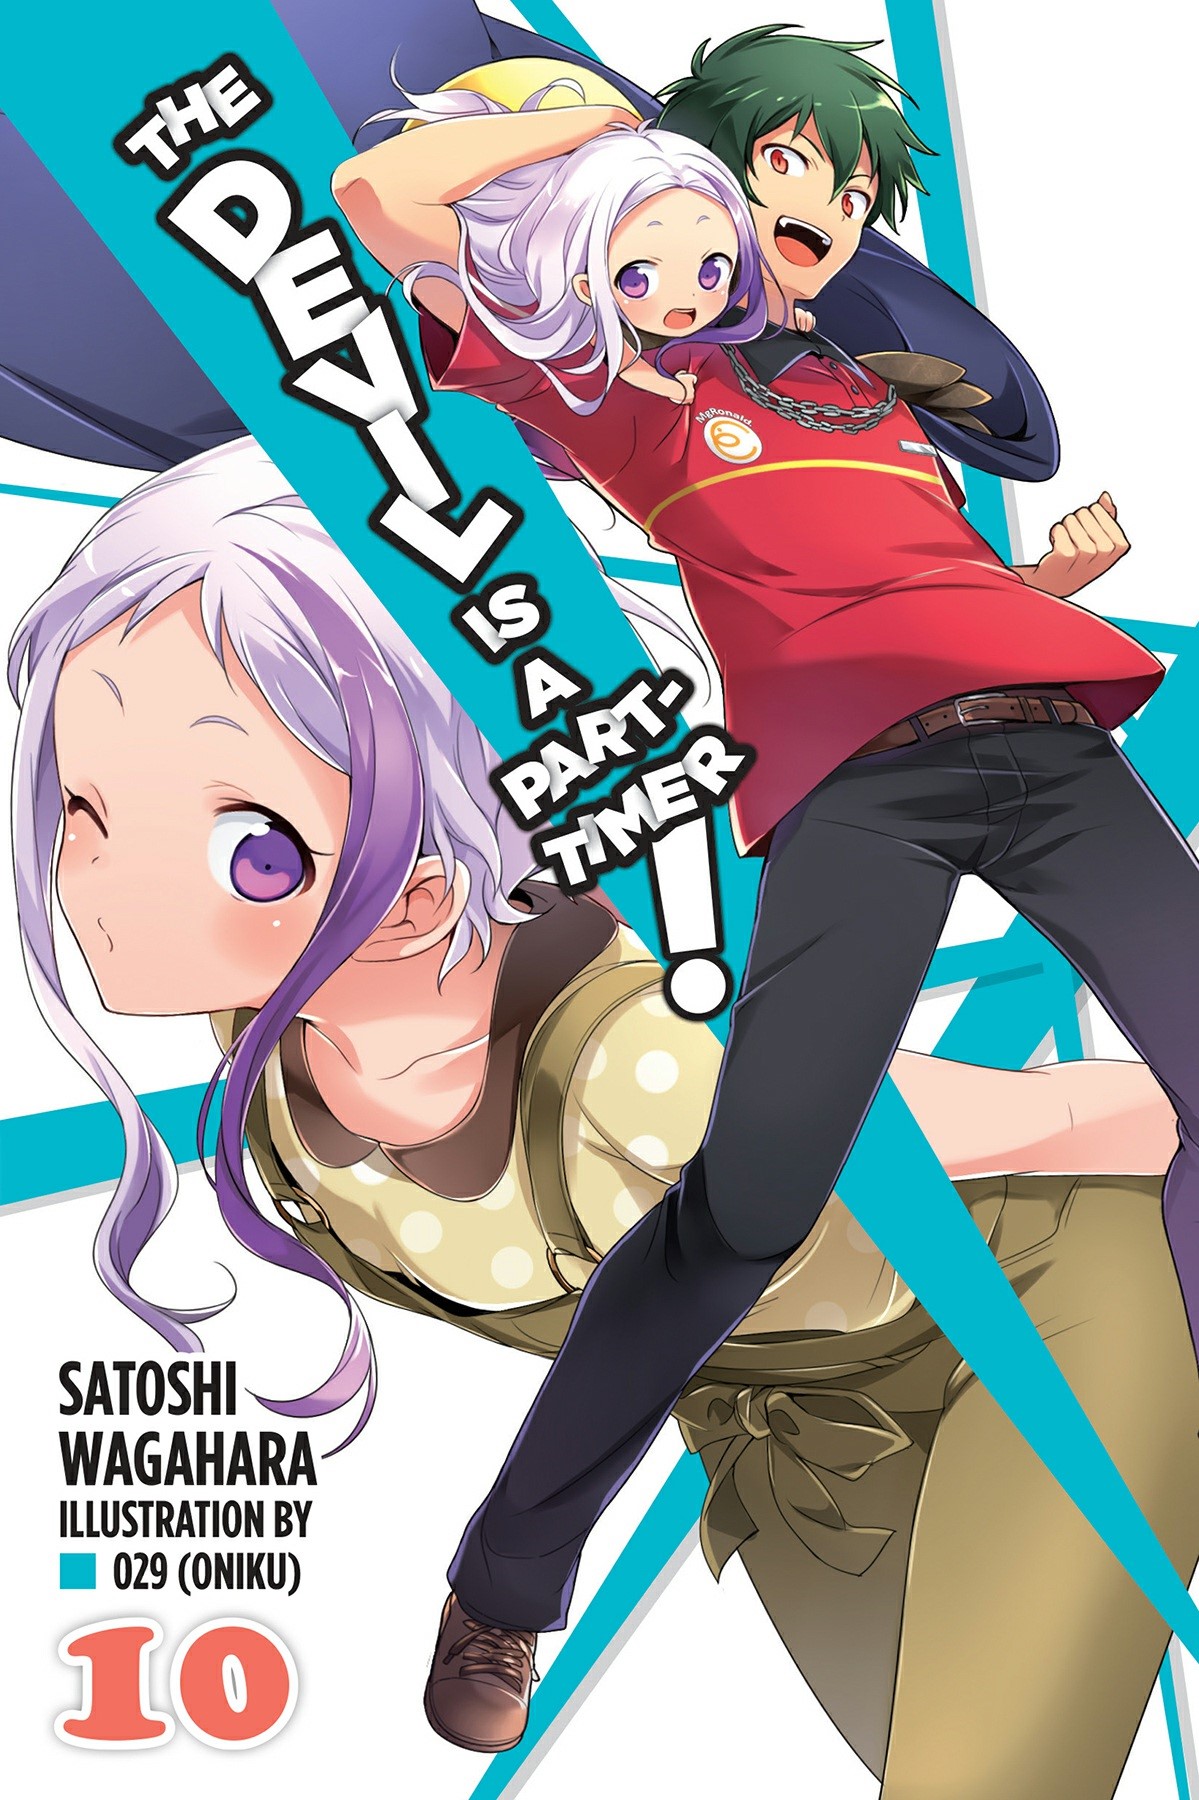 THE
DEVIL
IS
A
PART-
TIMER
!
MgRonald
SATOSHI
WAGAHARA
ILLUSTRATION BY
029 (ONIKU)
10